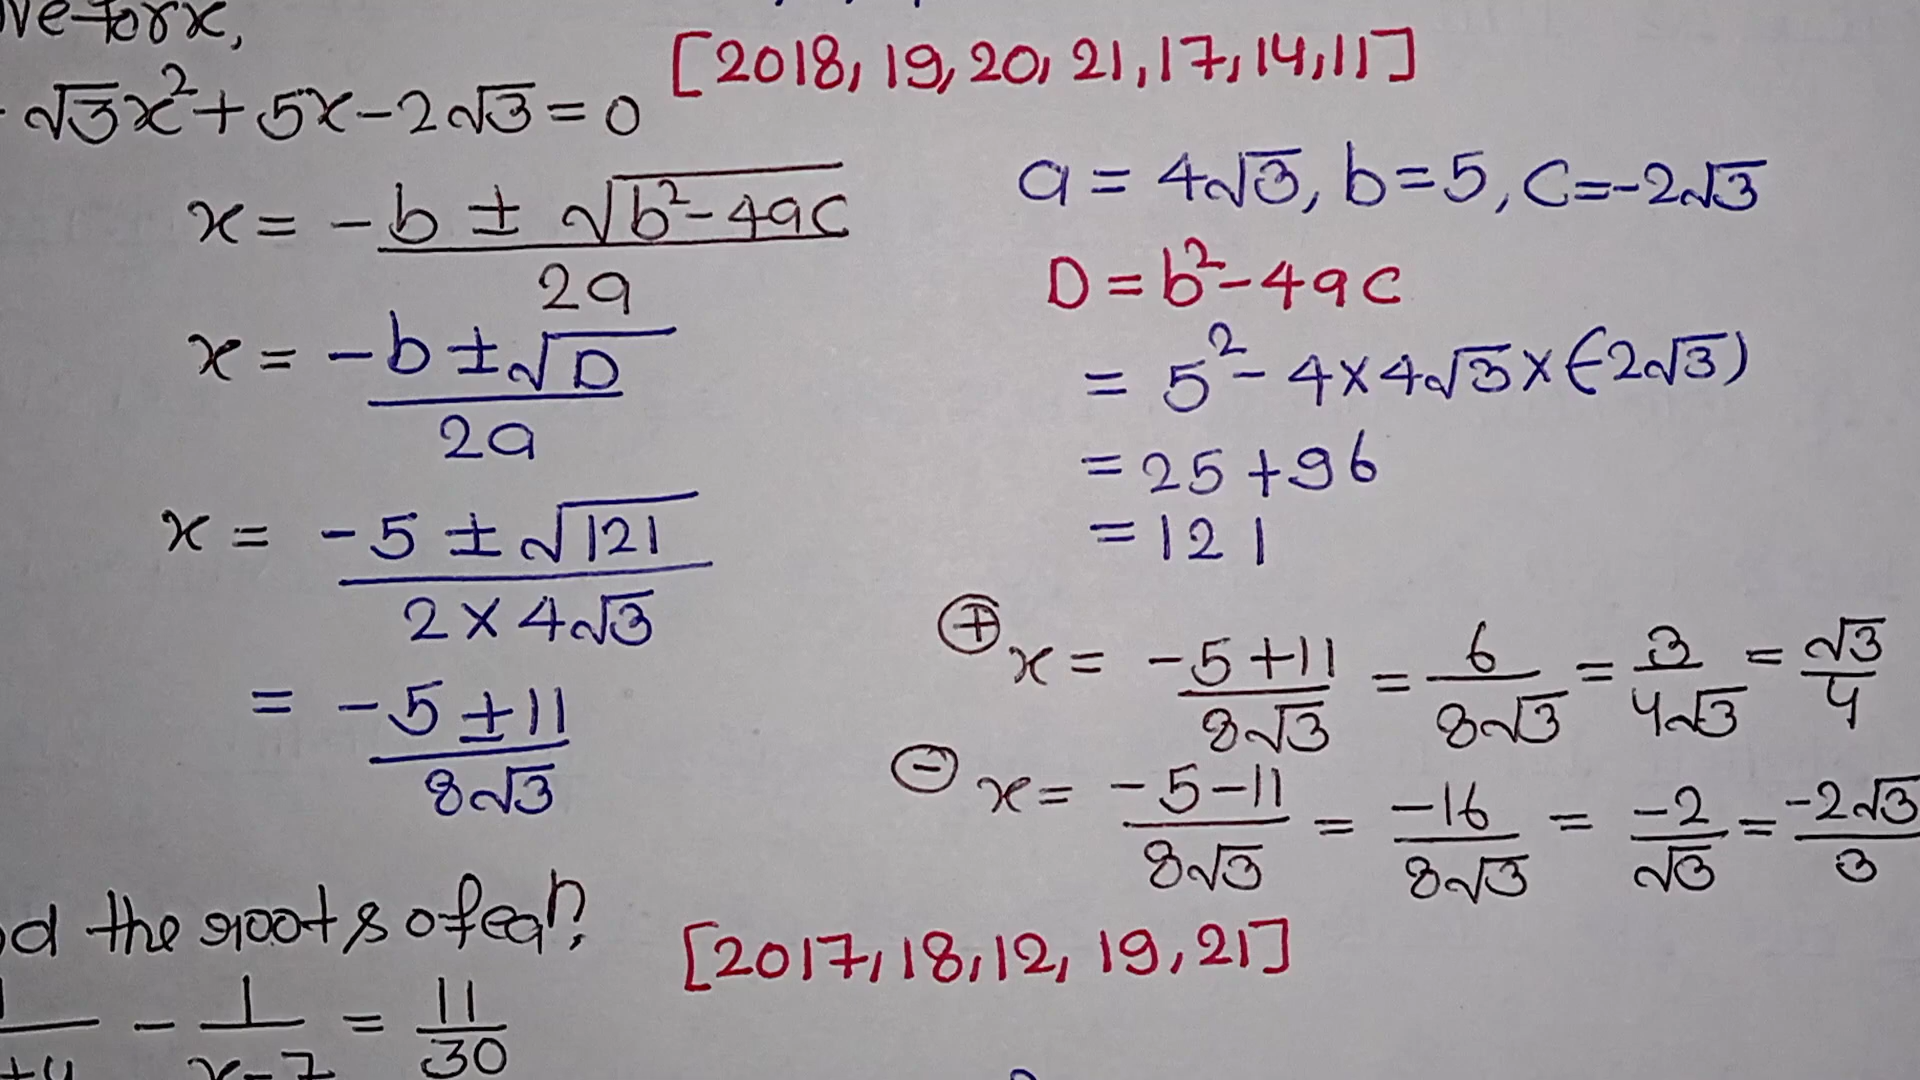 for x,
[2018, 19, 20, 21, 17, 14, 11]
√3x²+5x-2√3=0
a = 4√3, b=5, C=-2√3
x = -b ± √b²-4ac / 2a
D = b²-4ac
x = -b ± √D / 2a
= 5² - 4×4√3×(-2√3)
= 25+96
x = -5 ± √121 / 2×4√3
= 121
⊕ x = -5+11 / 8√3 = 6 / 8√3 = 3 / 4√3 = √3 / 4
= -5±11 / 8√3
⊖ x = -5-11 / 8√3 = -16 / 8√3 = -2 / √3 = -2√3 / 3
the roots of eqn.
[2017, 18, 12, 19, 21]
- 1 / x-7 = 11 / 30